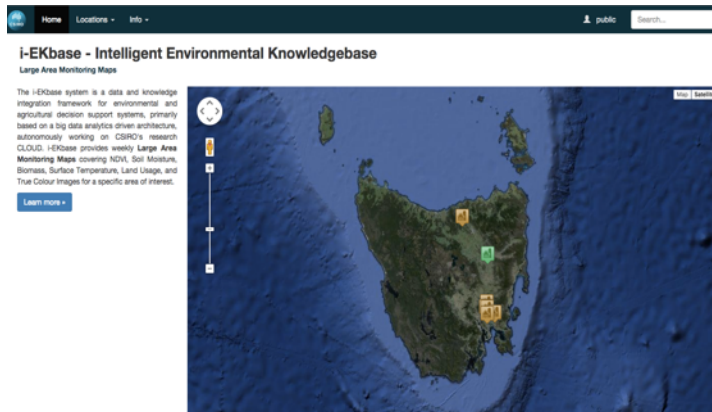 CSIRO
Home
Locations
Info
public
Search...
i-EKbase - Intelligent Environmental Knowledgebase
Large Area Monitoring Maps
The i-EKbase system is a data and knowledge
integration framework for environmental and
agricultural decision support systems, primarily
based on a big data analytics driven architecture,
autonomously working on CSIRO's research
CLOUD. i-EKbase provides weekly Large Area
Monitoring Maps covering NDVI, Soil Moisture,
Biomass, Surface Temperature, Land Usage, and
True Colour Images for a specific area of interest.
Learn more »
Map Satellit